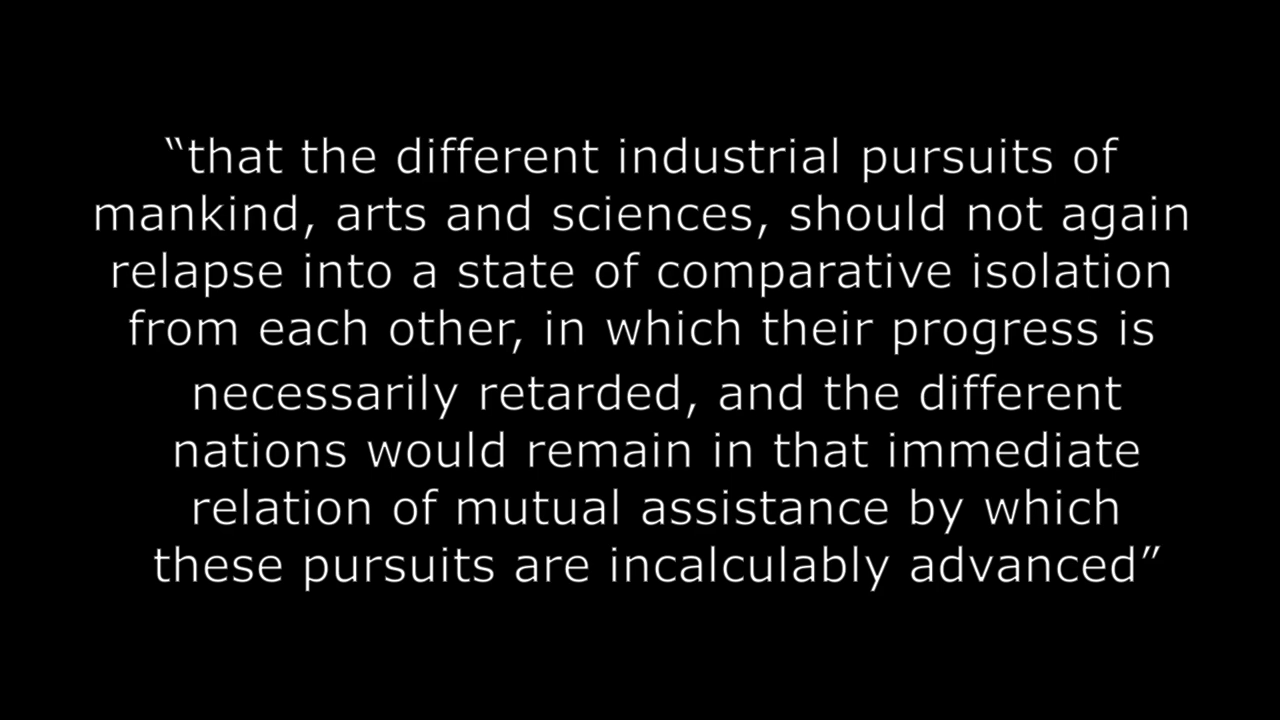 “that the different industrial pursuits of
mankind, arts and sciences, should not again
relapse into a state of comparative isolation
from each other, in which their progress is
necessarily retarded, and the different
nations would remain in that immediate
relation of mutual assistance by which
these pursuits are incalculably advanced”